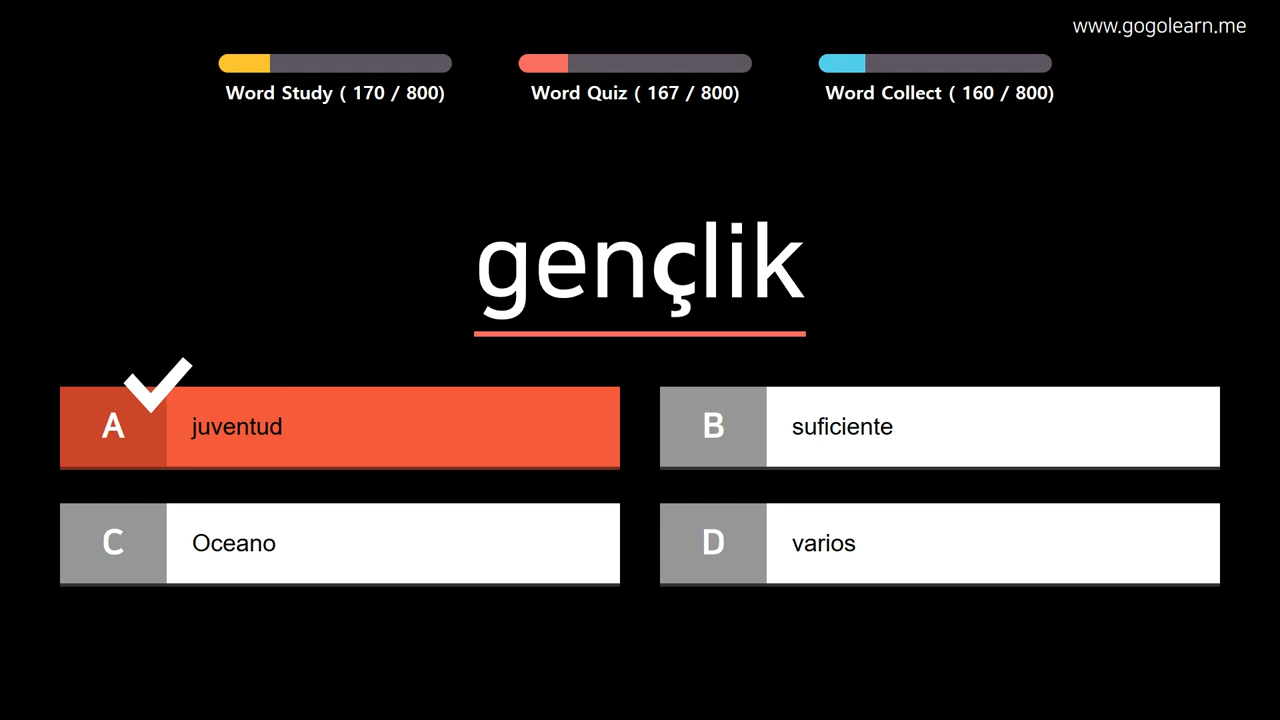 www.gogolearn.me
Word Study ( 170 / 800)
Word Quiz ( 167 / 800)
Word Collect ( 160 / 800)
gençlik
A juventud
B suficiente
C Oceano
D varios